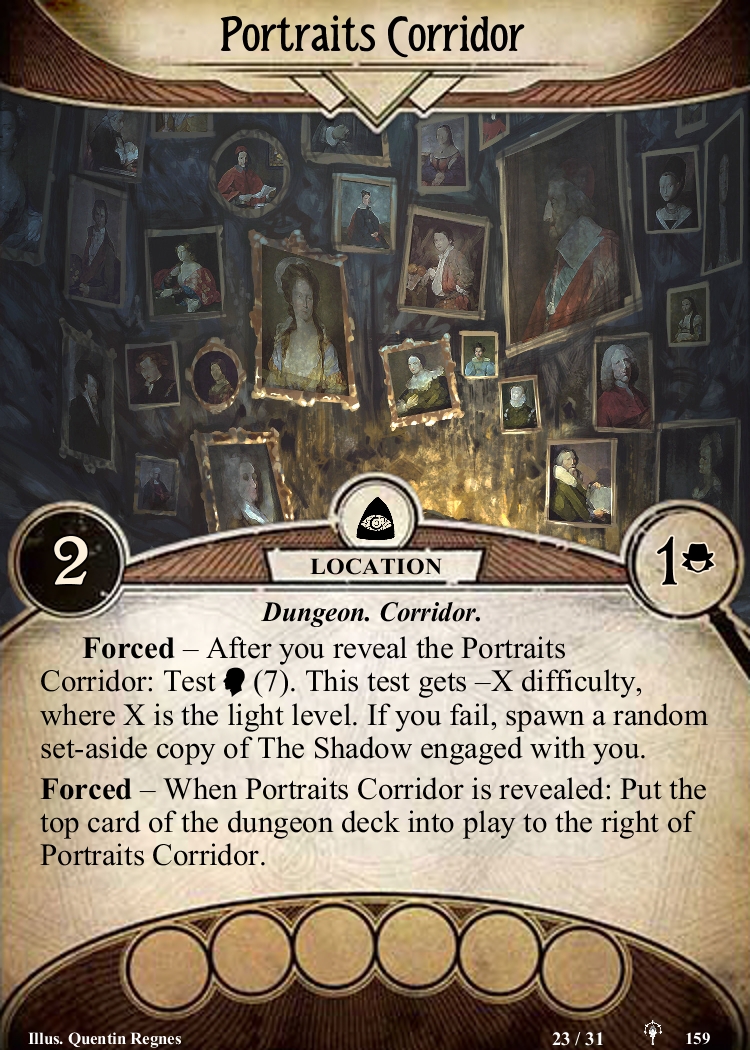 Portraits Corridor
2
1
LOCATION
Dungeon. Corridor.
Forced – After you reveal the Portraits
Corridor: Test (7). This test gets –X difficulty,
where X is the light level. If you fail, spawn a random
set-aside copy of The Shadow engaged with you.
Forced – When Portraits Corridor is revealed: Put the
top card of the dungeon deck into play to the right of
Portraits Corridor.
Illus. Quentin Regnes
23 / 31
159